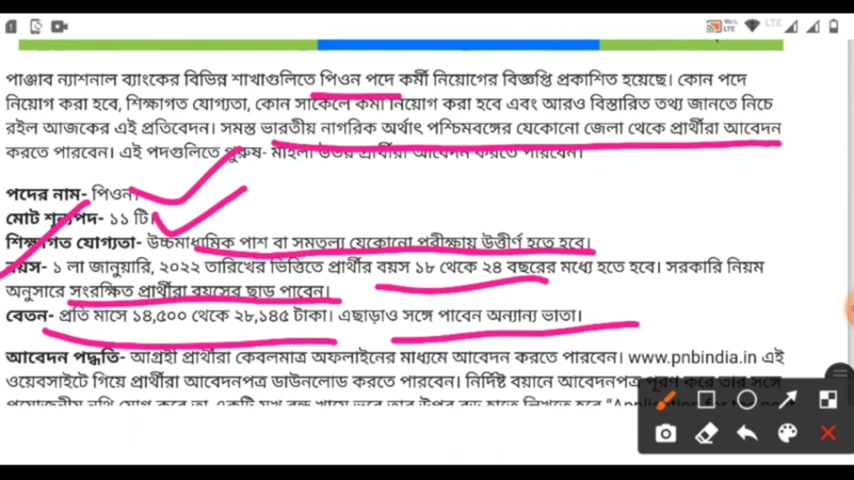 LTE
পাঞ্জাব ন্যাশনাল ব্যাংকের বিভিন্ন শাখাগুলিতে পিওন পদে কর্মী নিয়োগের বিজ্ঞপ্তি প্রকাশিত হয়েছে। কোন পদে
নিয়োগ করা হবে, শিক্ষাগত যোগ্যতা, কোন সার্কেলে কর্মী নিয়োগ করা হবে এবং আরও বিস্তারিত তথ্য জানতে নিচে
রইল আজকের এই প্রতিবেদন। সমস্ত ভারতীয় নাগরিক অর্থাৎ পশ্চিমবঙ্গের যেকোনো জেলা থেকে প্রার্থীরা আবেদন
করতে পারবেন। এই পদগুলিতে পুরুষ- মহিলা উভয় প্রার্থীরা আবেদন করতে পারবেন।
পদের নাম- পিওন।
মোট শূন্যপদ- ১১ টি।
শিক্ষাগত যোগ্যতা- উচ্চমাধ্যমিক পাশ বা সমতুল্য যেকোনো পরীক্ষায় উত্তীর্ণ হতে হবে।
বয়স- ১ লা জানুয়ারি, ২০২২ তারিখের ভিত্তিতে প্রার্থীর বয়স ১৮ থেকে ২৪ বছরের মধ্যে হতে হবে। সরকারি নিয়ম
অনুসারে সংরক্ষিত প্রার্থীরা বয়সের ছাড় পাবেন।
বেতন- প্রতি মাসে ১৪,৫০০ থেকে ২৮,১৪৫ টাকা। এছাড়াও সঙ্গে পাবেন অন্যান্য ভাতা।
আবেদন পদ্ধতি- আগ্রহী প্রার্থীরা কেবলমাত্র অফলাইনের মাধ্যমে আবেদন করতে পারবেন। www.pnbindia.in এই
ওয়েবসাইটে গিয়ে প্রার্থীরা আবেদনপত্র ডাউনলোড করতে পারবেন। নির্দিষ্ট বয়ানে আবেদনপত্র পূরণ করে তার সঙ্গে